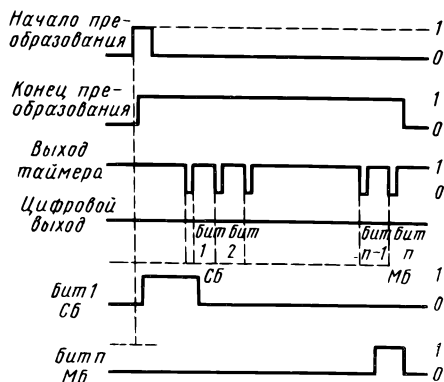 Начало пре-
образования
1
0
Конец пре-
образования
1
0
Выход
таймера
1
0
Цифровой
выход
бит 1
бит 2
бит n-1
бит n
СБ
МБ
Бит 1
СБ
1
0
бит n
МБ
1
0